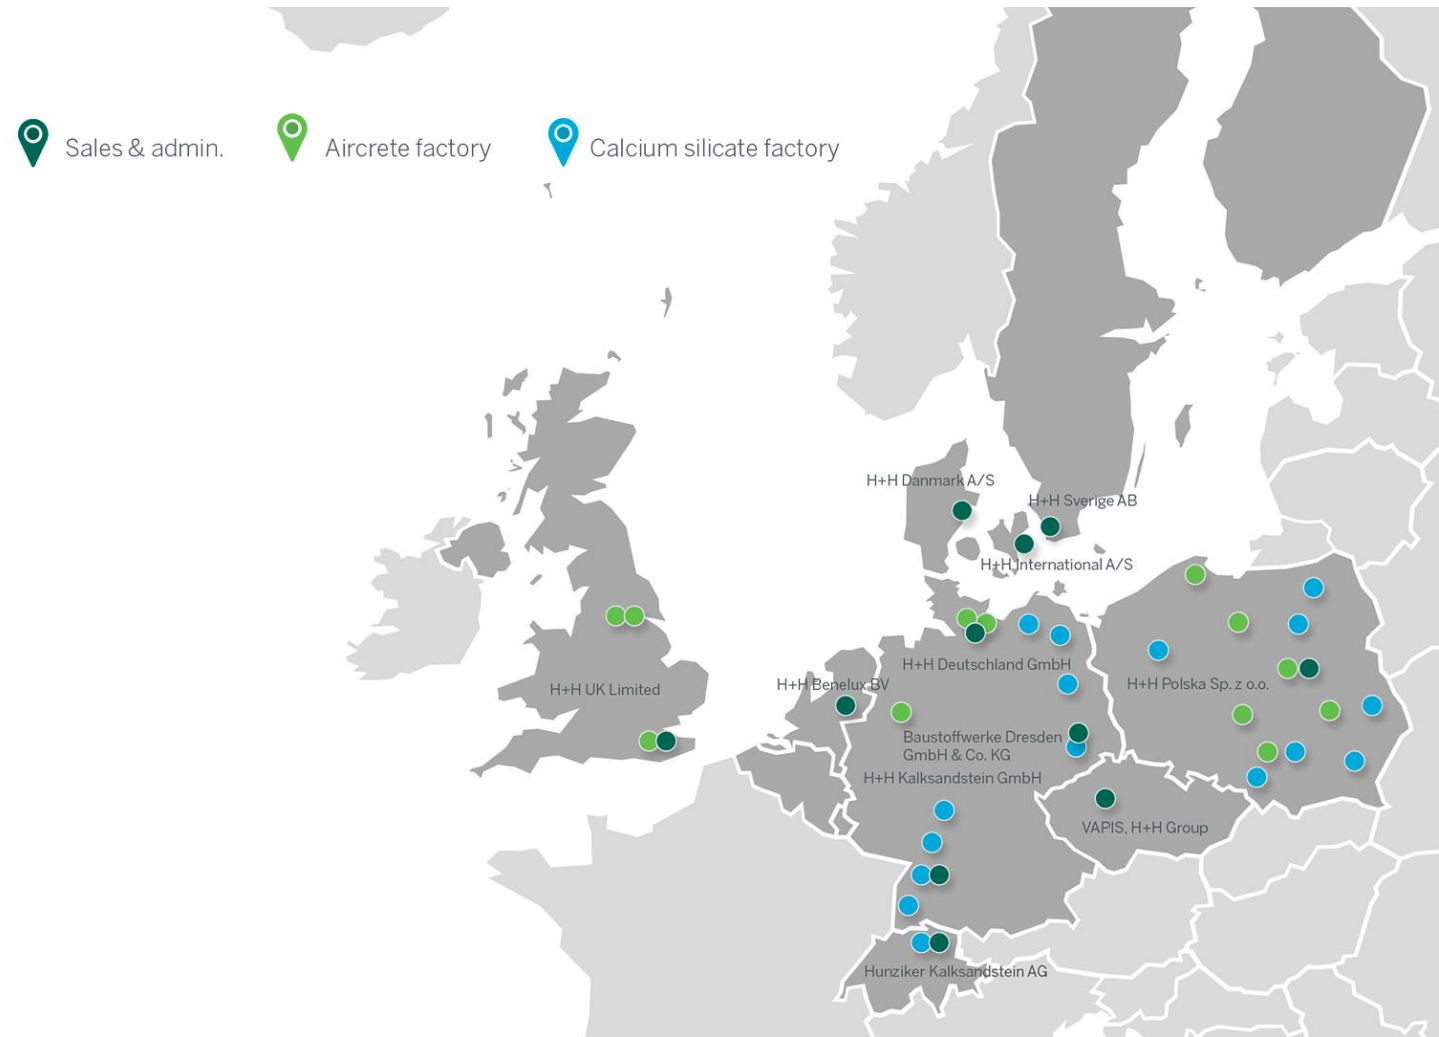 Sales & admin.
Aircrete factory
Calcium silicate factory
H+H Danmark A/S
H+H Sverige AB
H+H International A/S
H+H Deutschland GmbH
H+H UK Limited
H+H Benelux BV
H+H Polska Sp. z o.o.
Baustoffwerke Dresden
GmbH & Co. KG
H+H Kalksandstein GmbH
VAPIS, H+H Group
Hunziker Kalksandstein AG